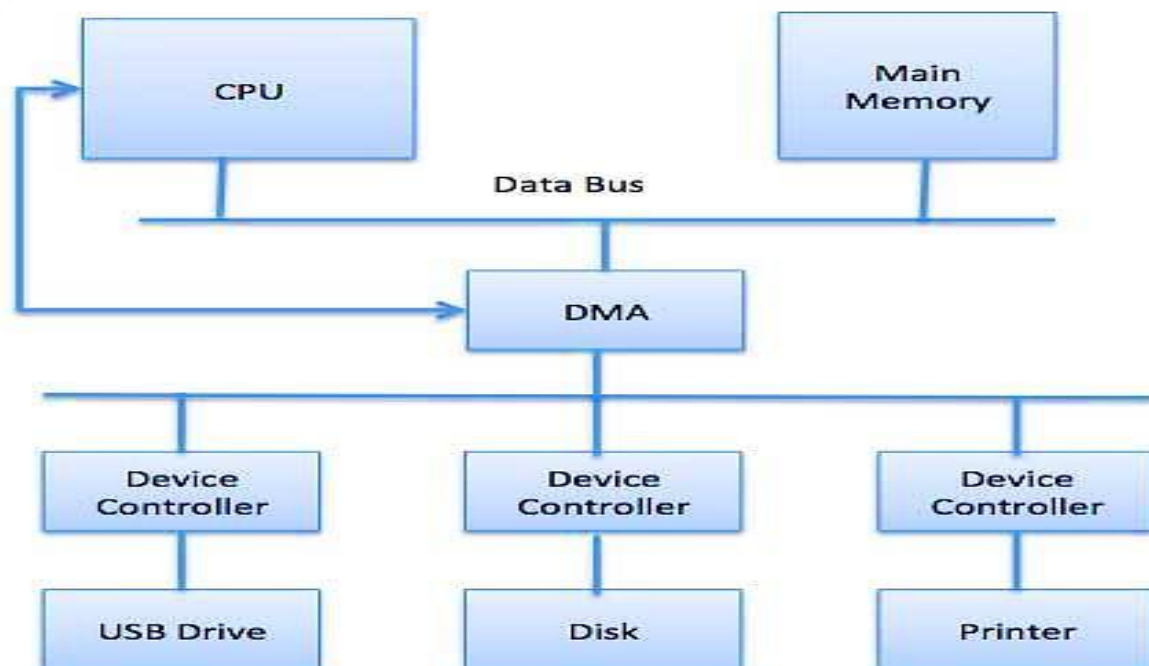 CPU
Main
Memory
Data Bus
DMA
Device
Controller
Device
Controller
Device
Controller
USB Drive
Disk
Printer